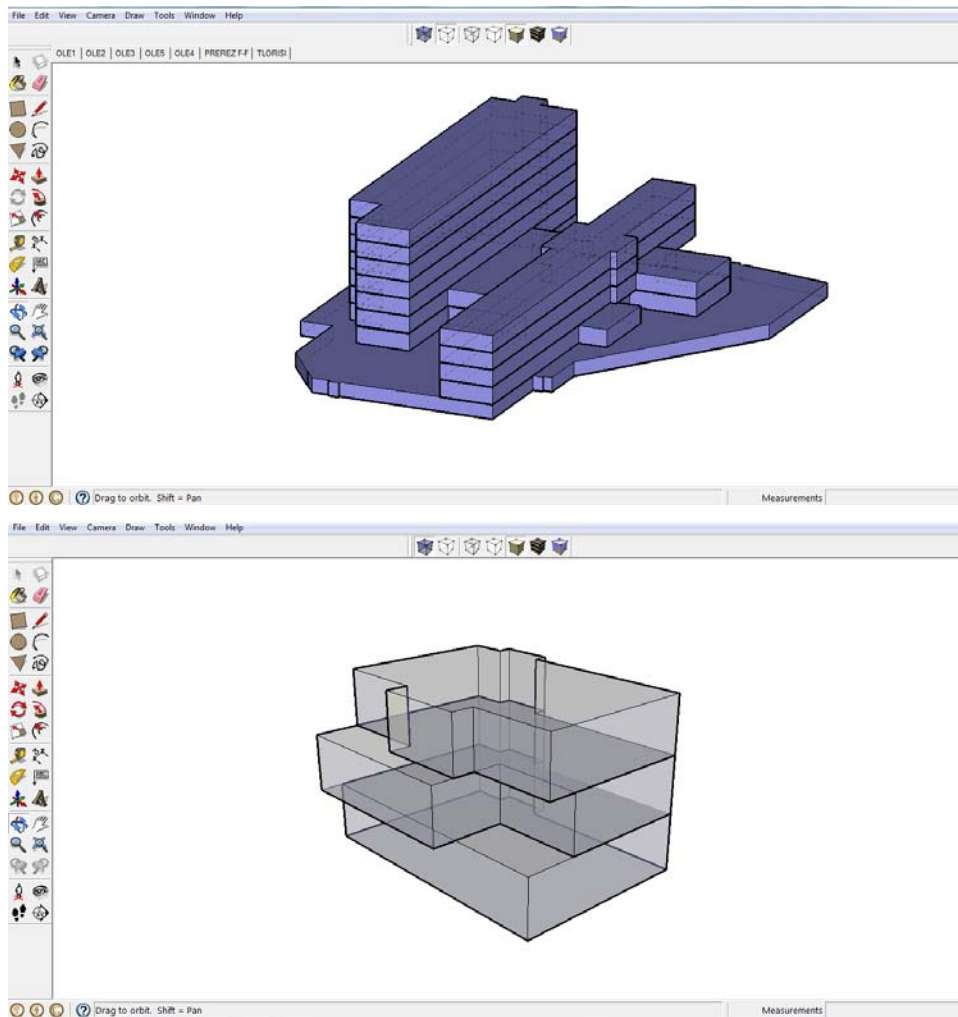 File Edit View Camera Draw Tools Window Help
OLE1 | OLE2 | OLE3 | OLE5 | OLE4 | PREREZ F-F | TLORISI |
Drag to orbit. Shift = Pan
Measurements
File Edit View Camera Draw Tools Window Help
Drag to orbit. Shift = Pan
Measurements